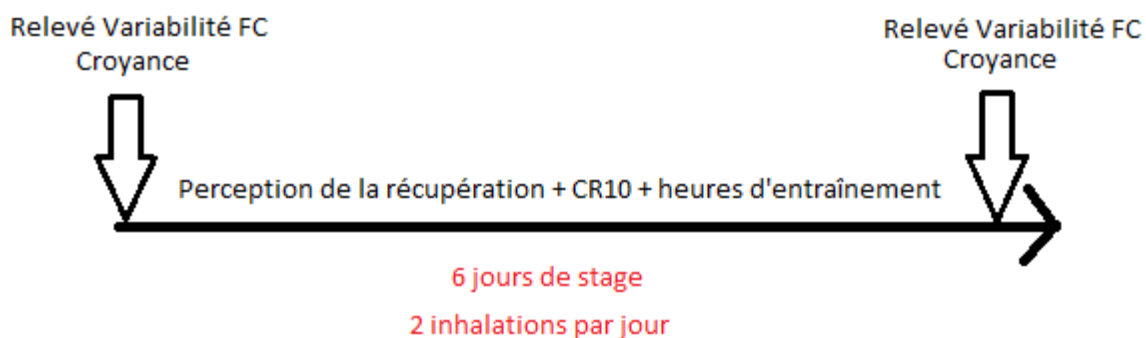 Relevé Variabilité FC
Croyance
Relevé Variabilité FC
Croyance
Perception de la récupération + CR10 + heures d'entraînement
6 jours de stage
2 inhalations par jour